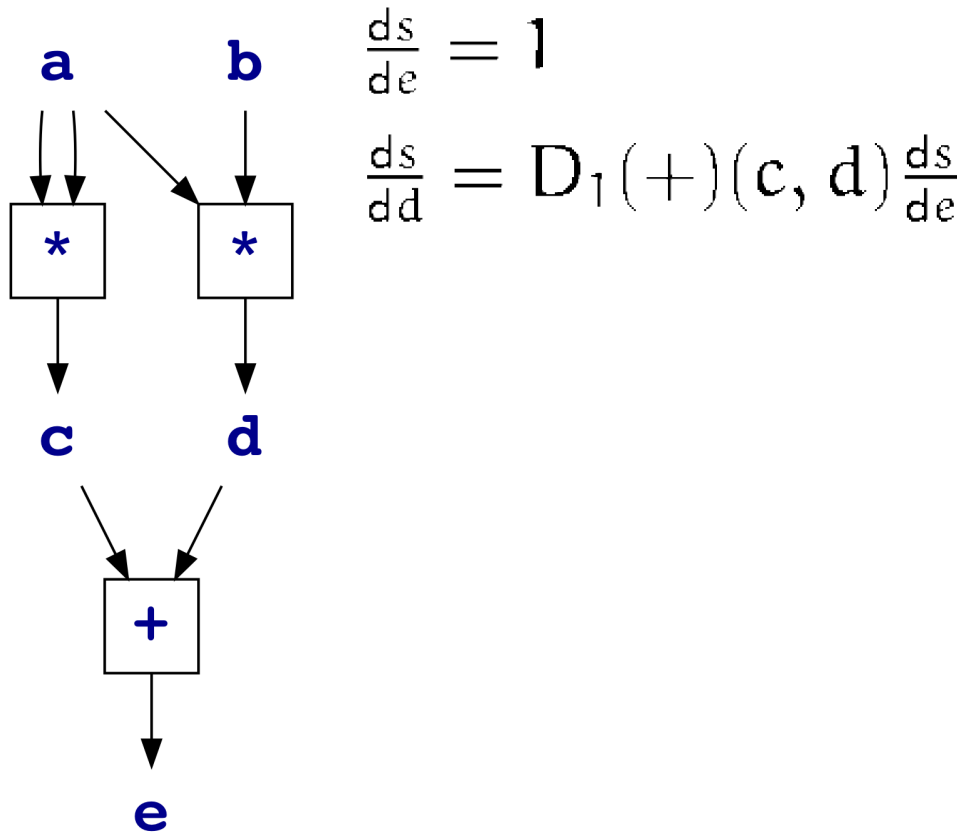 a b
* *
c d
+
e
ds/de = 1
ds/dd = D₁(+)(c, d) ds/de